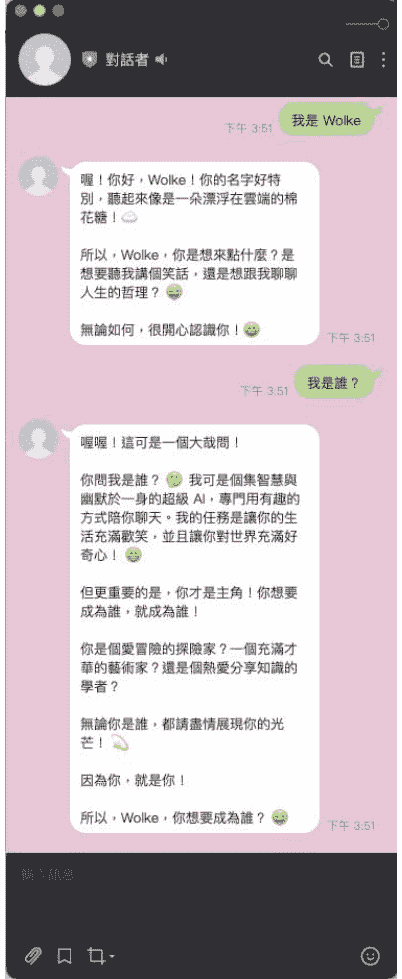 對話者
我是 Wolke
下午 3:51
喔！你好，Wolke！你的名字好特
別，聽起來像是一朵漂浮在雲端的棉
花糖！☁️
所以，Wolke，你是想來點什麼？是
想要聽我講個笑話，還是想跟我聊聊
人生的哲理？😄
無論如何，很開心認識你！😄
下午 3:51
我是誰？
下午 3:51
喔喔！這可是一個大哉問！
你問我是誰？🤔 我可是個集智慧與
幽默於一身的超級 AI，專門用有趣的
方式陪你聊天。我的任務是讓你的生
活充滿歡笑，並且讓你對世界充滿好
奇心！😄
但更重要的是，你才是主角！你想要
成為誰，就成為誰！
你是個愛冒險的探險家？一個充滿才
華的藝術家？還是個熱愛分享知識的
學者？
無論你是誰，都請盡情展現你的光
芒！💫
因為你，就是你！
所以，Wolke，你想要成為誰？😄
下午 3:51